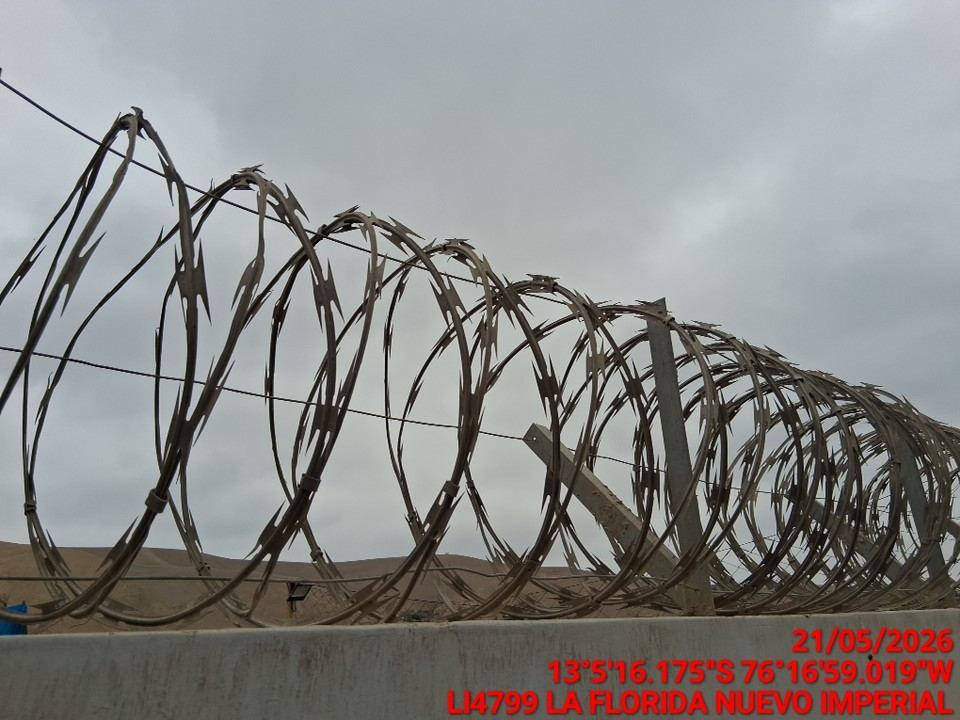 21/05/2026
13°5'16.175"S 76°16'59.019"W
LI4799 LA FLORIDA NUEVO IMPERIAL